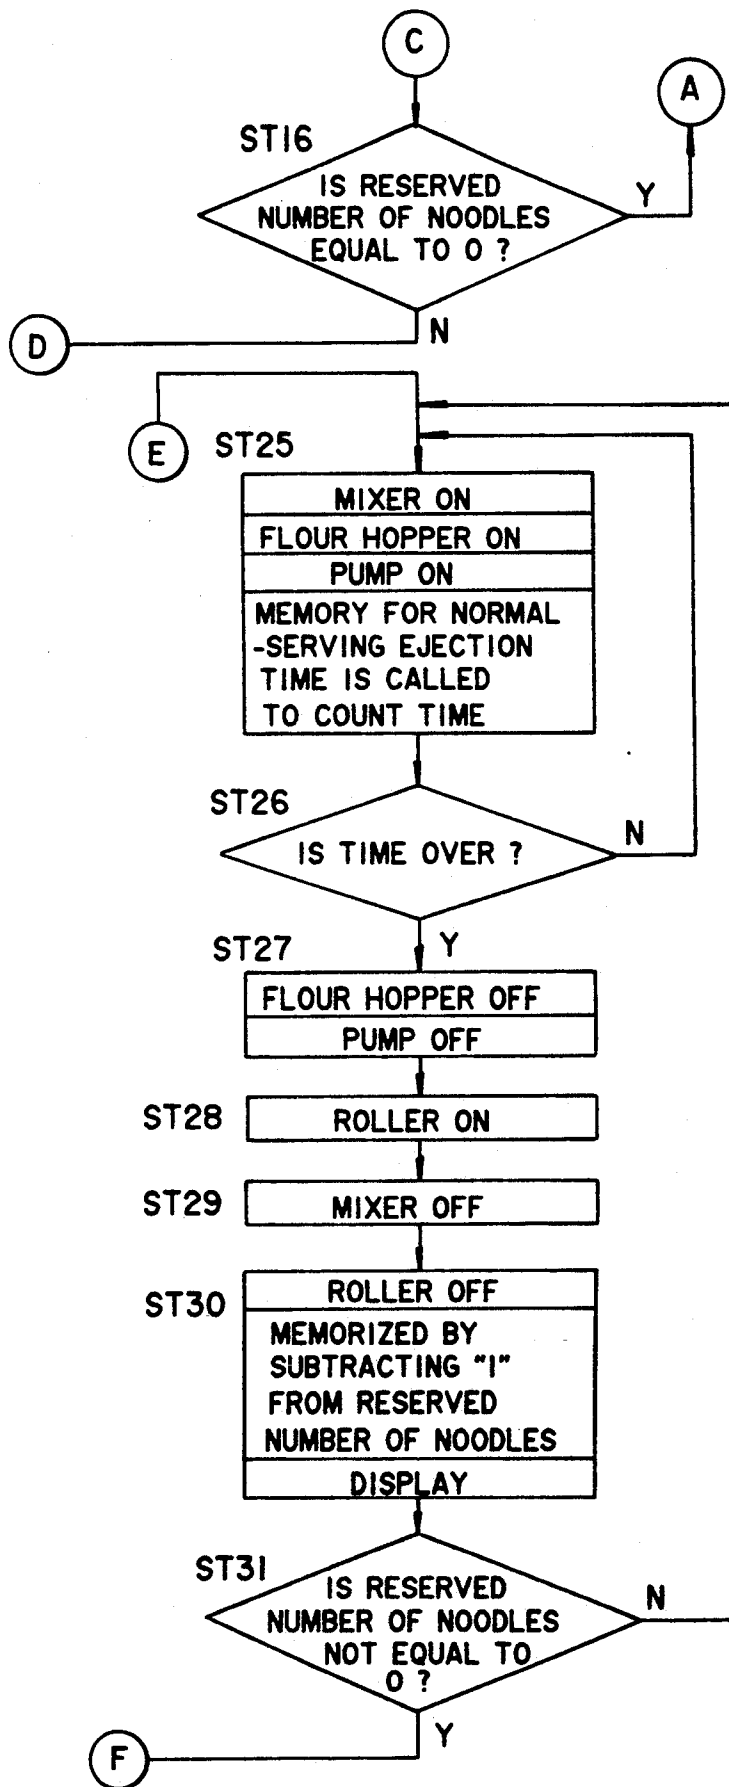 C
A
ST16
IS RESERVED
NUMBER OF NOODLES
EQUAL TO 0 ?
Y
N
D
E
ST25
MIXER ON
FLOUR HOPPER ON
PUMP ON
MEMORY FOR NORMAL
-SERVING EJECTION
TIME IS CALLED
TO COUNT TIME
ST26
IS TIME OVER ?
N
Y
ST27
FLOUR HOPPER OFF
PUMP OFF
ST28
ROLLER ON
ST29
MIXER OFF
ST30
ROLLER OFF
MEMORIZED BY
SUBTRACTING "1"
FROM RESERVED
NUMBER OF NOODLES
DISPLAY
ST31
IS RESERVED
NUMBER OF NOODLES
NOT EQUAL TO
0 ?
N
Y
F